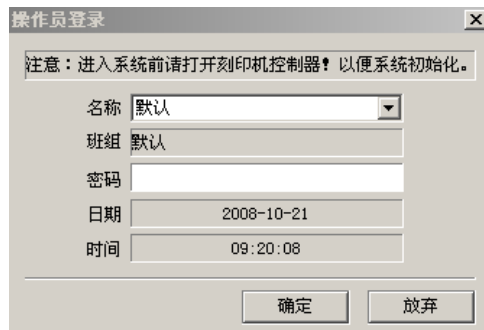 操作员登录
注意：进入系统前请打开刻印机控制器！以便系统初始化。
名称 默认
班组 默认
密码
日期 2008-10-21
时间 09:20:08
确定 放弃